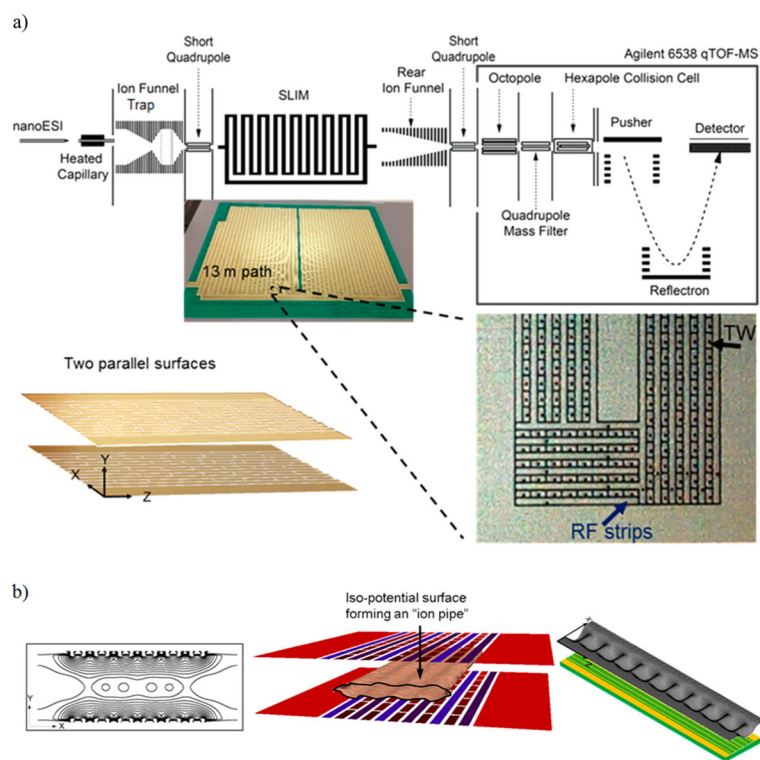 a)
Short
Quadrupole
Ion Funnel
Trap
nanoESI
Heated
Capillary
SLIM
Rear
Ion Funnel
Short
Quadrupole
Agilent 6538 qTOF-MS
Octopole
Hexapole Collision Cell
Pusher
Detector
Quadrupole
Mass Filter
Reflectron
13 m path
TW
RF strips
Two parallel surfaces
Y
X
Z
b)
Iso-potential surface
forming an "ion pipe"
Y
X